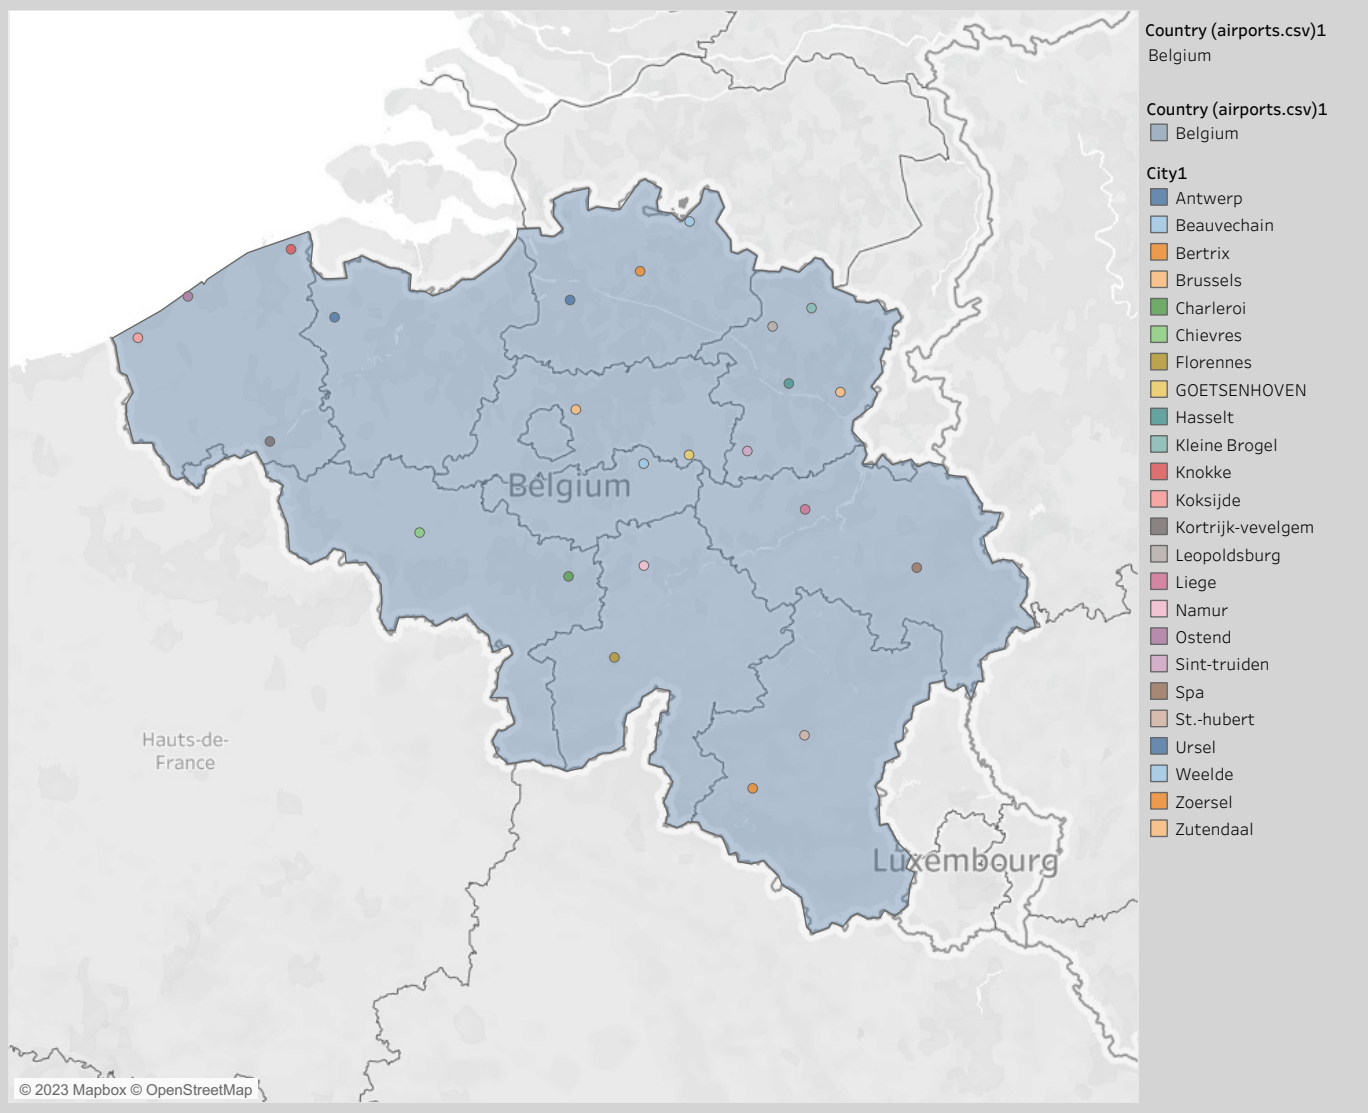 Country (airports.csv)1
Belgium
Country (airports.csv)1
Belgium
City1
Antwerp
Beauvechain
Bertrix
Brussels
Charleroi
Chievres
Florennes
GOETSENHOVEN
Hasselt
Kleine Brogel
Knokke
Koksijde
Kortrijk-vevelgem
Leopoldsburg
Liege
Namur
Ostend
Sint-truiden
Spa
St.-hubert
Ursel
Weelde
Zoersel
Zutendaal
Belgium
Hauts-de-
France
Luxembourg
© 2023 Mapbox © OpenStreetMap